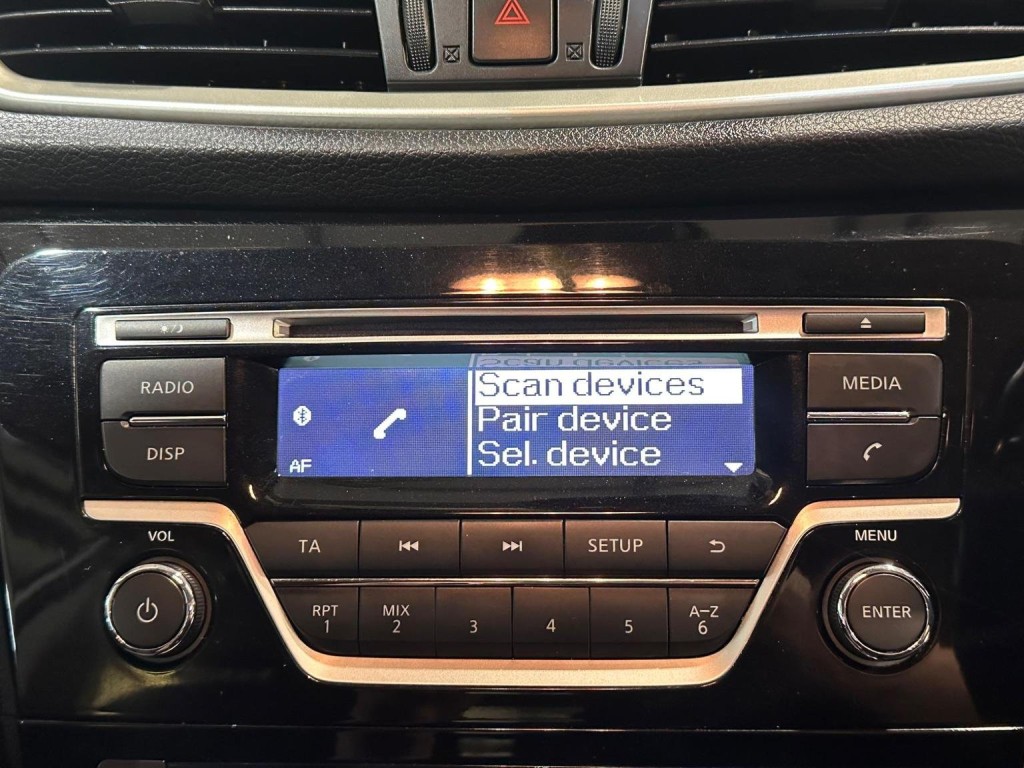 RADIO
DISP
Scan devices
Pair device
Sel. device
AF
MEDIA
VOL
MENU
TA
SETUP
ENTER
RPT
1
MIX
2
3
4
5
A–Z
6